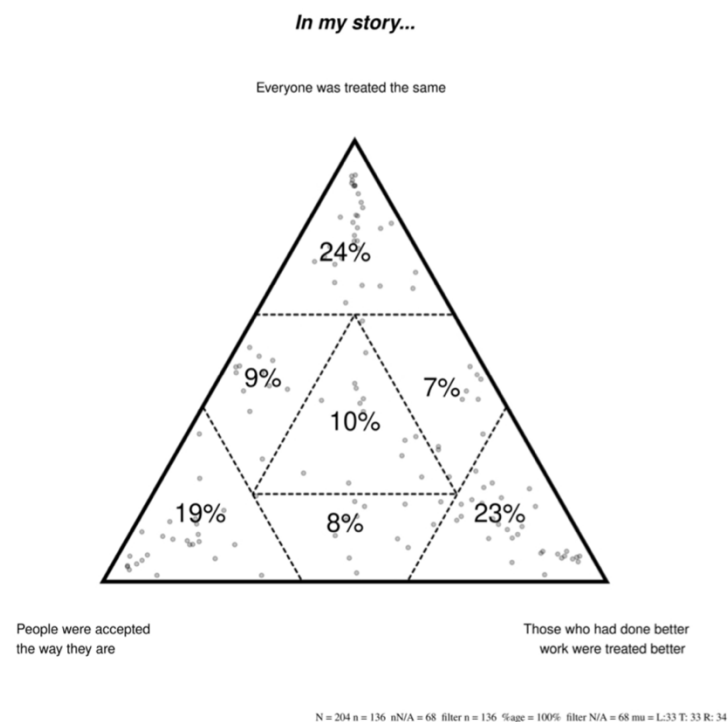 In my story...
Everyone was treated the same
24%
9%
7%
10%
19%
8%
23%
People were accepted
the way they are
Those who had done better
work were treated better
N = 204 n = 136 nN/A = 68 filter n = 136 %age = 100% filter N/A = 68 mu = L:33 T: 33 R: 34